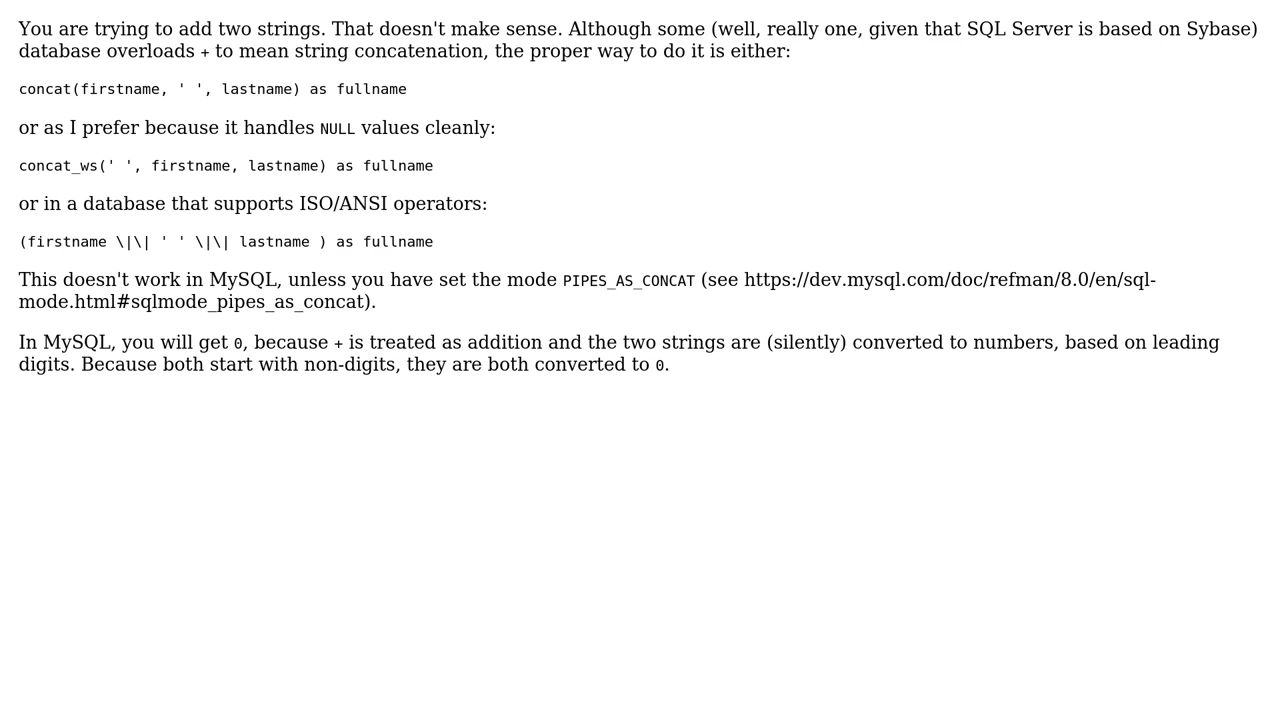 You are trying to add two strings. That doesn't make sense. Although some (well, really one, given that SQL Server is based on Sybase)
database overloads + to mean string concatenation, the proper way to do it is either:
concat(firstname, ' ', lastname) as fullname
or as I prefer because it handles NULL values cleanly:
concat_ws(' ', firstname, lastname) as fullname
or in a database that supports ISO/ANSI operators:
(firstname \|\| ' ' \|\| lastname ) as fullname
This doesn't work in MySQL, unless you have set the mode PIPES_AS_CONCAT (see https://dev.mysql.com/doc/refman/8.0/en/sql-
mode.html#sqlmode_pipes_as_concat).
In MySQL, you will get 0, because + is treated as addition and the two strings are (silently) converted to numbers, based on leading
digits. Because both start with non-digits, they are both converted to 0.